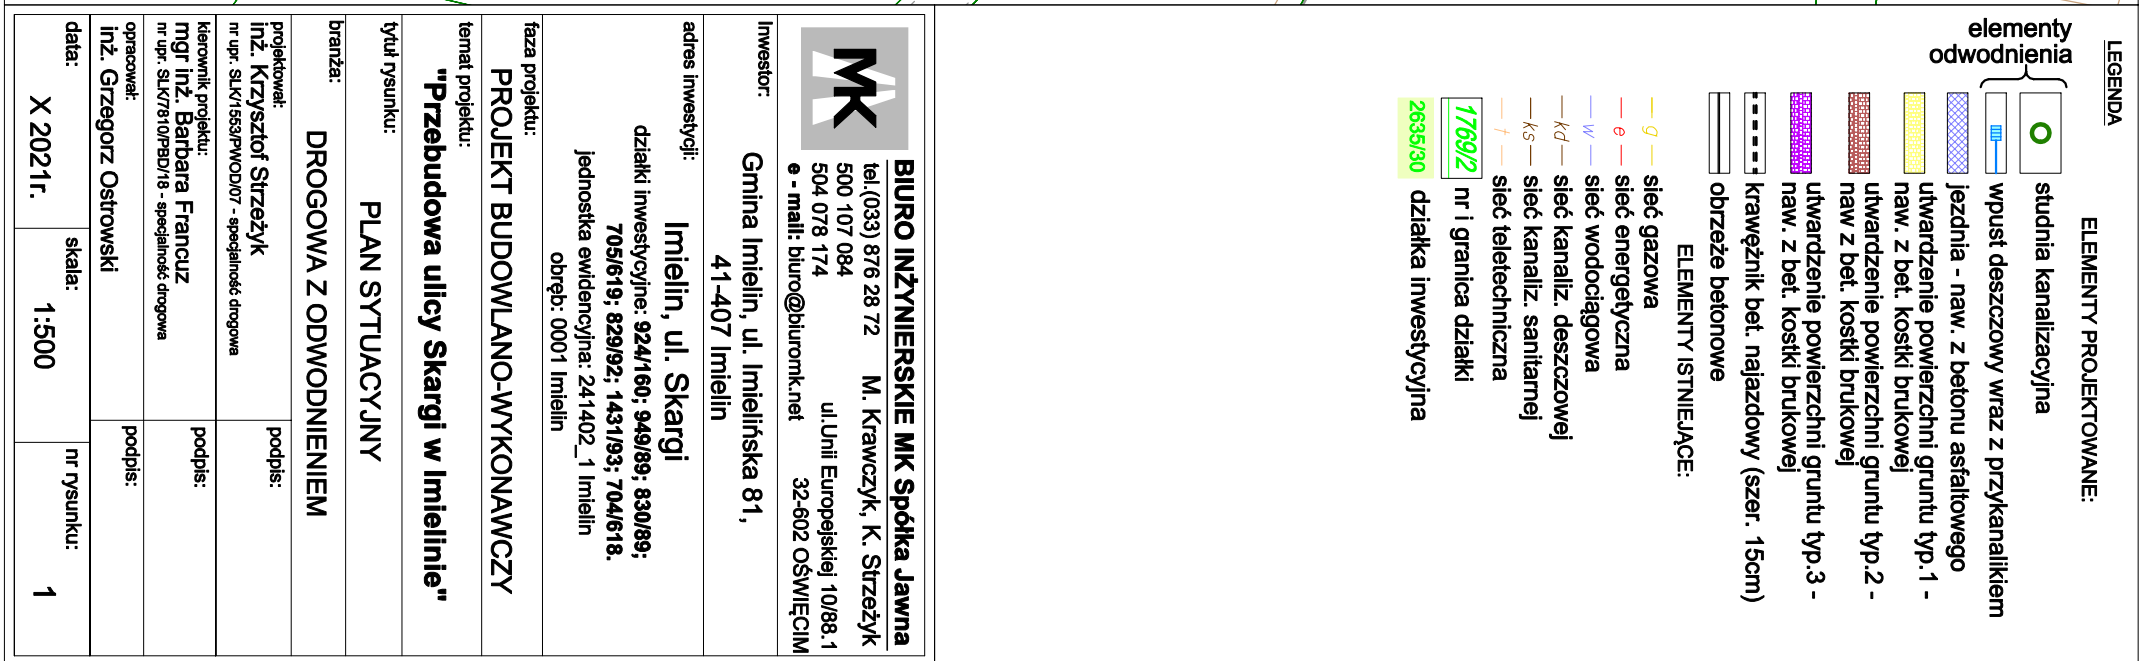 LEGENDA
ELEMENTY PROJEKTOWANE:
elementy
odwodnienia
studnia kanalizacyjna
wpust deszczowy wraz z przykanalikiem
jezdnia - naw. z betonu asfaltowego
utwardzenie powierzchni gruntu typ.1 -
naw. z bet. kostki brukowej
utwardzenie powierzchni gruntu typ.2 -
naw z bet. kostki brukowej
utwardzenie powierzchni gruntu typ.3 -
naw. z bet. kostki brukowej
krawężnik bet. najazdowy (szer. 15cm)
obrzeże betonowe
ELEMENTY ISTNIEJĄCE:
g sieć gazowa
e sieć energetyczna
w sieć wodociągowa
kd sieć kanaliz. deszczowej
ks sieć kanaliz. sanitarnej
t sieć teletechniczna
1769/2 nr i granica działki
2635/30 działka inwestycyjna
MK
BIURO INŻYNIERSKIE MK Spółka Jawna
tel.(033) 876 28 72 M. Krawczyk, K. Strzeżyk
500 107 084 ul.Unii Europejskiej 10/88.1
504 078 174 32-602 OŚWIĘCIM
e - mail: biuro@biuromk.net
Inwestor:
Gmina Imielin, ul. Imielińska 81,
41-407 Imielin
adres inwestycji:
Imielin, ul. Skargi
działki inwestycyjne: 924/160; 949/89; 830/89;
705/619; 829/92; 1431/93; 704/618.
jednostka ewidencyjna: 241402_1 Imielin
obręb: 0001 Imielin
faza projektu:
PROJEKT BUDOWLANO-WYKONAWCZY
temat projektu:
"Przebudowa ulicy Skargi w Imielinie"
tytuł rysunku:
PLAN SYTUACYJNY
branża:
DROGOWA Z ODWODNIENIEM
projektował:
inż. Krzysztof Strzeżyk
nr upr. SLK/1553/PWOD/07 - specjalność drogowa
podpis:
kierownik projektu:
mgr inż. Barbara Francuz
nr upr. SLK/7810/PBD/18 - specjalność drogowa
podpis:
opracował:
inż. Grzegorz Ostrowski
podpis:
data:
X 2021r.
skala:
1:500
nr rysunku:
1